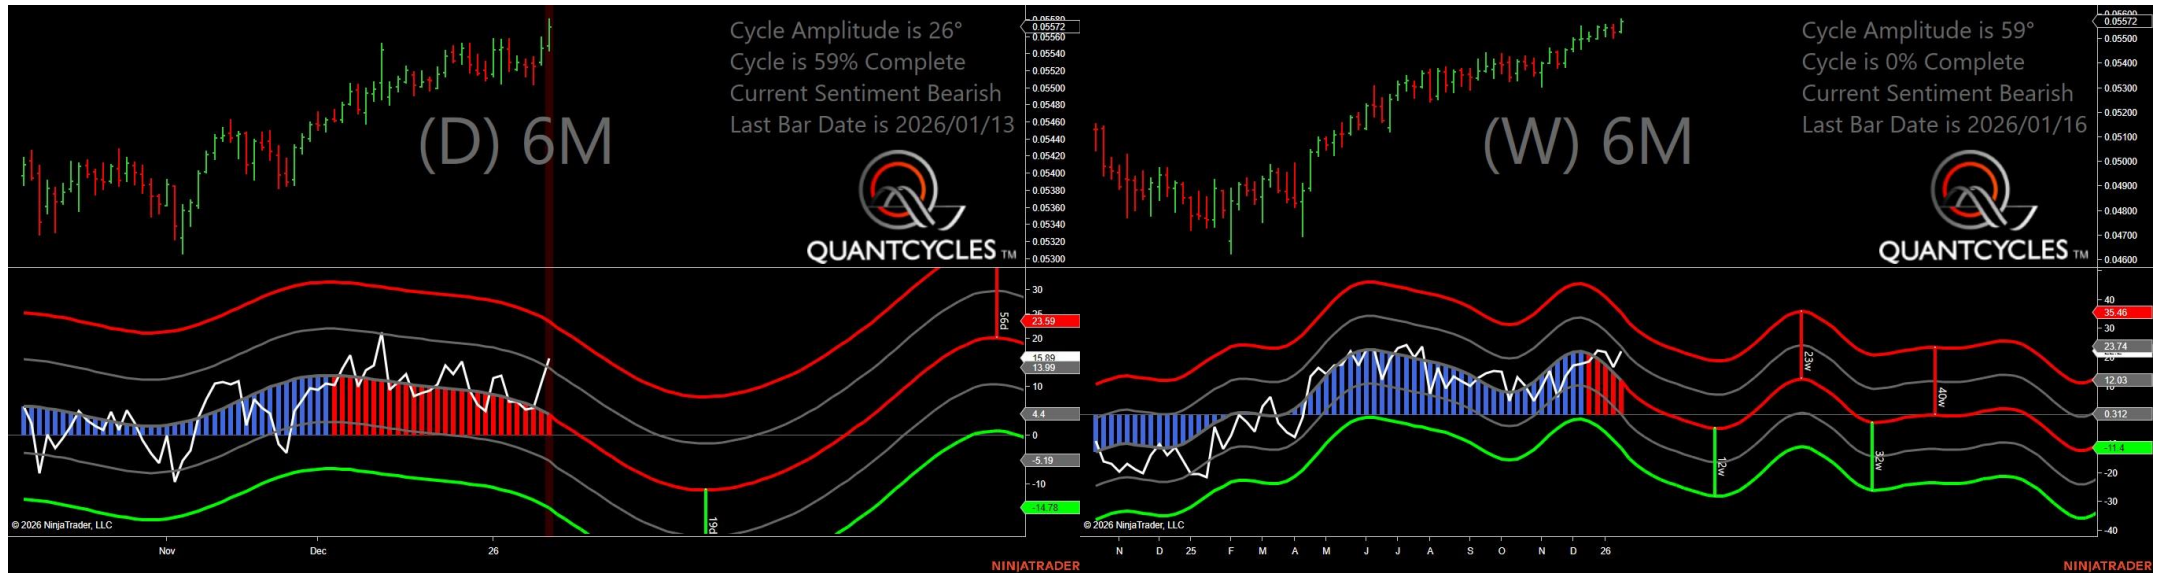 Cycle Amplitude is 26°
Cycle is 59% Complete
Current Sentiment Bearish
Last Bar Date is 2026/01/13
(D) 6M
QUANTCYCLES TM
0.05580
0.05572
0.05560
0.05540
0.05520
0.05500
0.05480
0.05460
0.05440
0.05420
0.05400
0.05380
0.05360
0.05340
0.05320
0.05300
30
25
23.59
20
15.89
13.99
10
4.4
0
-5.19
-10
-14.78
56d
19d
© 2026 NinjaTrader, LLC
Nov
Dec
26
NINJATRADER
Cycle Amplitude is 59°
Cycle is 0% Complete
Current Sentiment Bearish
Last Bar Date is 2026/01/16
(W) 6M
QUANTCYCLES TM
0.05600
0.05572
0.05500
0.05400
0.05300
0.05200
0.05100
0.05000
0.04900
0.04800
0.04700
0.04600
40
35.46
30
23.74
12.03
10
0.312
-11.4
-20
-30
-40
23w
40w
12w
32w
© 2026 NinjaTrader, LLC
N D 25 F M A M J J A S O N D 26
NINJATRADER